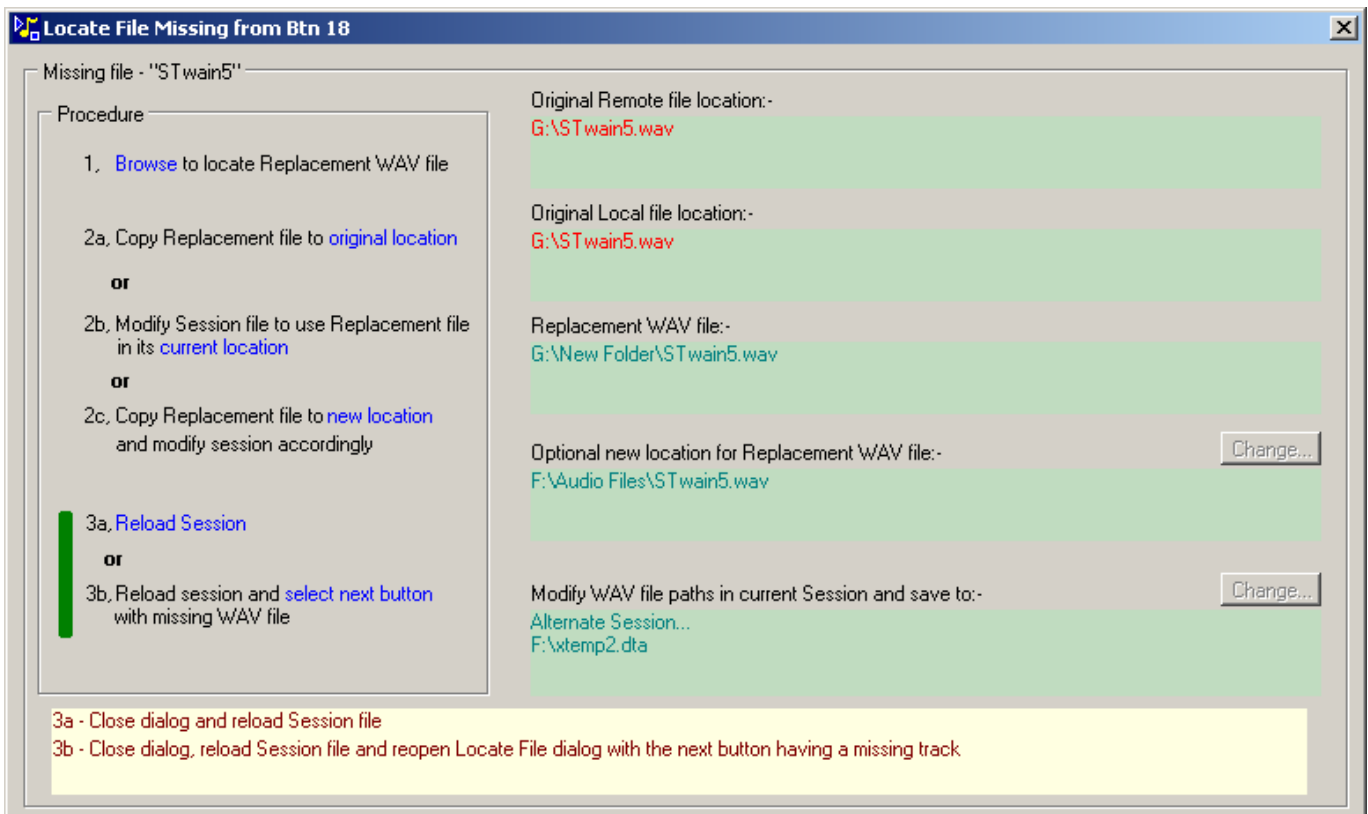 Locate File Missing from Btn 18
Missing file - "STwain5"
Procedure
1, Browse to locate Replacement WAV file
2a, Copy Replacement file to original location
or
2b, Modify Session file to use Replacement file
in its current location
or
2c, Copy Replacement file to new location
and modify session accordingly
3a, Reload Session
or
3b, Reload session and select next button
with missing WAV file
Original Remote file location:-
G:\STwain5.wav
Original Local file location:-
G:\STwain5.wav
Replacement WAV file:-
G:\New Folder\STwain5.wav
Optional new location for Replacement WAV file:-
Change...
F:\Audio Files\STwain5.wav
Modify WAV file paths in current Session and save to:-
Change...
Alternate Session...
F:\xtemp2.dta
3a - Close dialog and reload Session file
3b - Close dialog, reload Session file and reopen Locate File dialog with the next button having a missing track